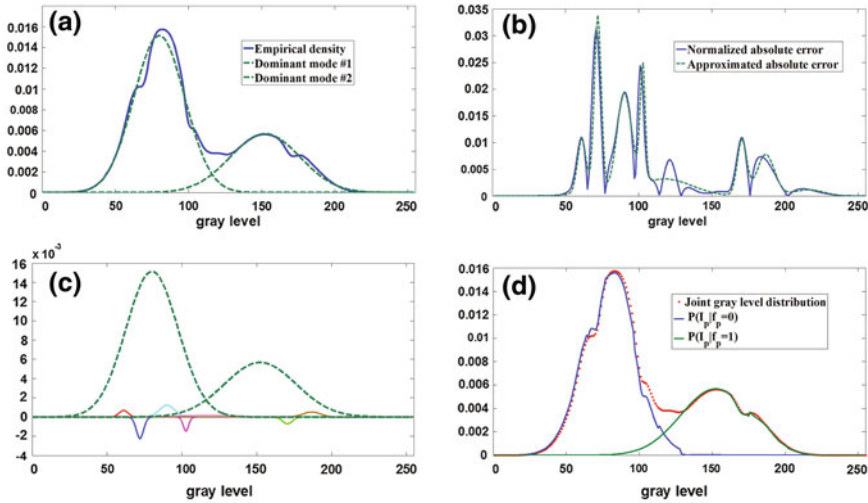 (a)
0.016
0.014
0.012
0.010
0.008
0.006
0.004
0.002
0
0 50 100 150 200 250
gray level
Empirical density
Dominant mode #1
Dominant mode #2
(b)
0.035
0.03
0.025
0.02
0.015
0.01
0.005
0
0 50 100 150 200 250
gray level
Normalized absolute error
Approximated absolute error
(c)
x 10-3
16
14
12
10
8
6
4
2
0
-2
-4
0 50 100 150 200 250
gray level
(d)
0.016
0.014
0.012
0.010
0.008
0.006
0.004
0.002
0
0 50 100 150 200 250
gray level
Joint gray level distribution
P(Ip|fp=0)
P(Ip|fp=1)